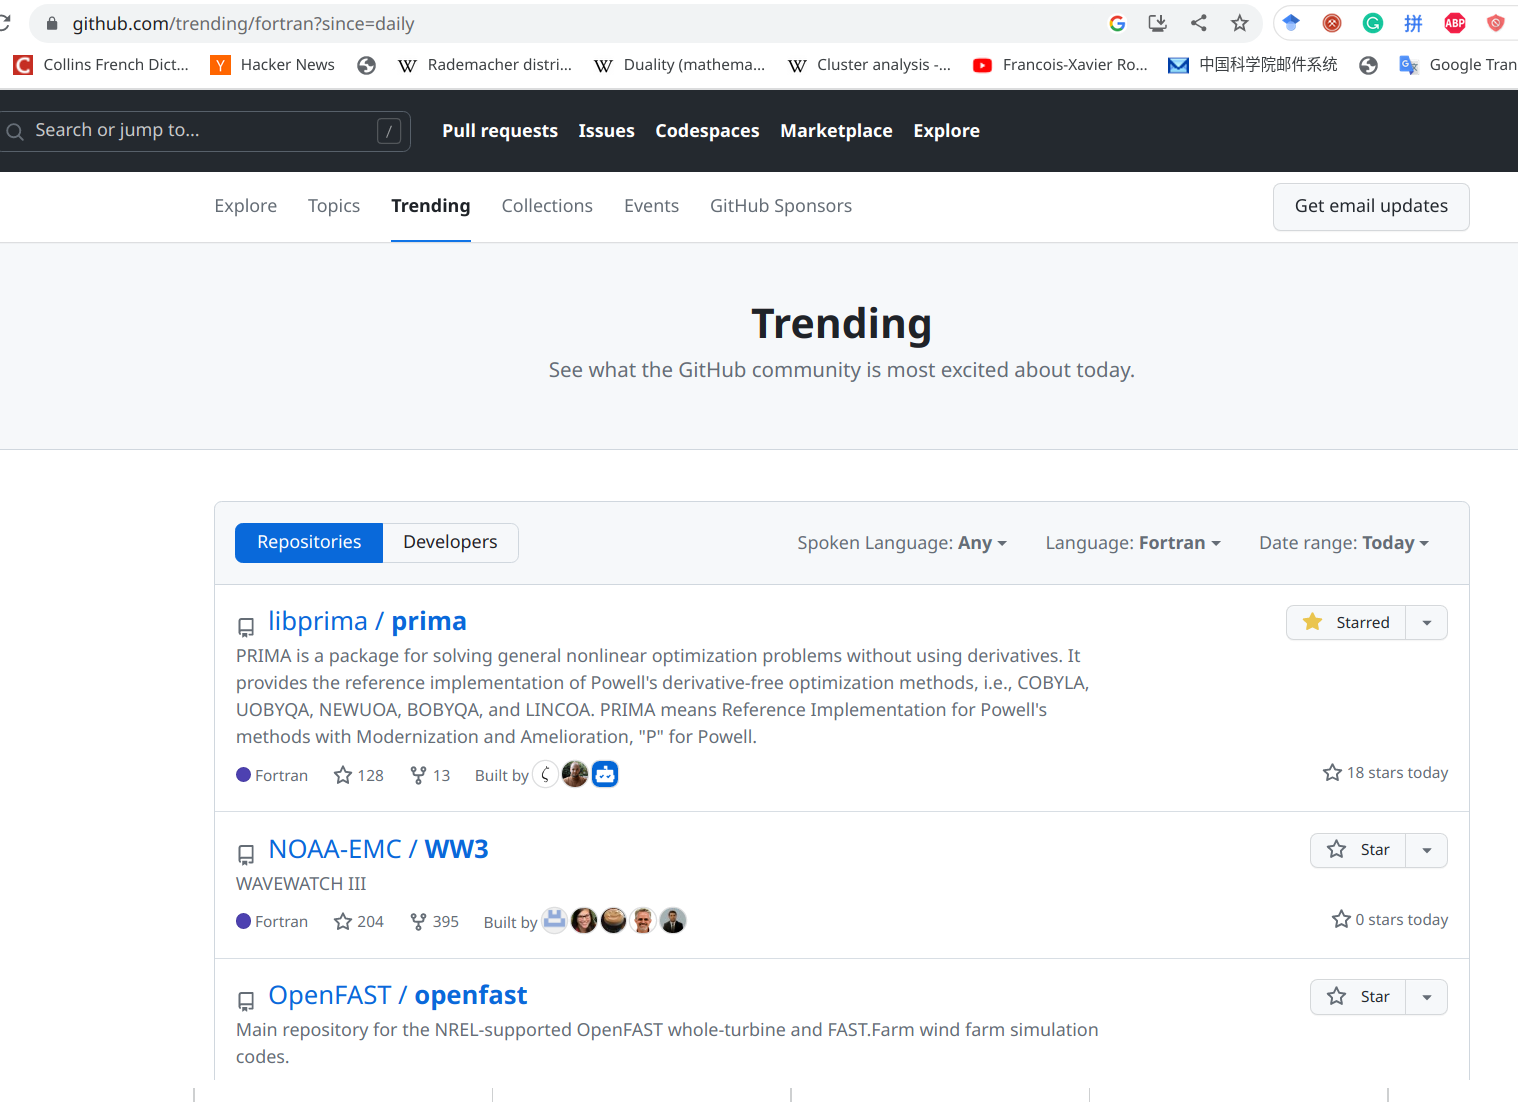 github.com/trending/fortran?since=daily
Collins French Dict... Hacker News Rademacher distri... Duality (mathema... Cluster analysis -... Francois-Xavier Ro... 中国科学院邮件系统 Google Tran
Search or jump to... / Pull requests Issues Codespaces Marketplace Explore
Explore Topics Trending Collections Events GitHub Sponsors Get email updates
Trending
See what the GitHub community is most excited about today.
Repositories Developers Spoken Language: Any Language: Fortran Date range: Today
libprima / prima Starred
PRIMA is a package for solving general nonlinear optimization problems without using derivatives. It
provides the reference implementation of Powell's derivative-free optimization methods, i.e., COBYLA,
UOBYQA, NEWUOA, BOBYQA, and LINCOA. PRIMA means Reference Implementation for Powell's
methods with Modernization and Amelioration, "P" for Powell.
Fortran 128 13 Built by 18 stars today
NOAA-EMC / WW3 Star
WAVEWATCH III
Fortran 204 395 Built by 0 stars today
OpenFAST / openfast Star
Main repository for the NREL-supported OpenFAST whole-turbine and FAST.Farm wind farm simulation
codes.